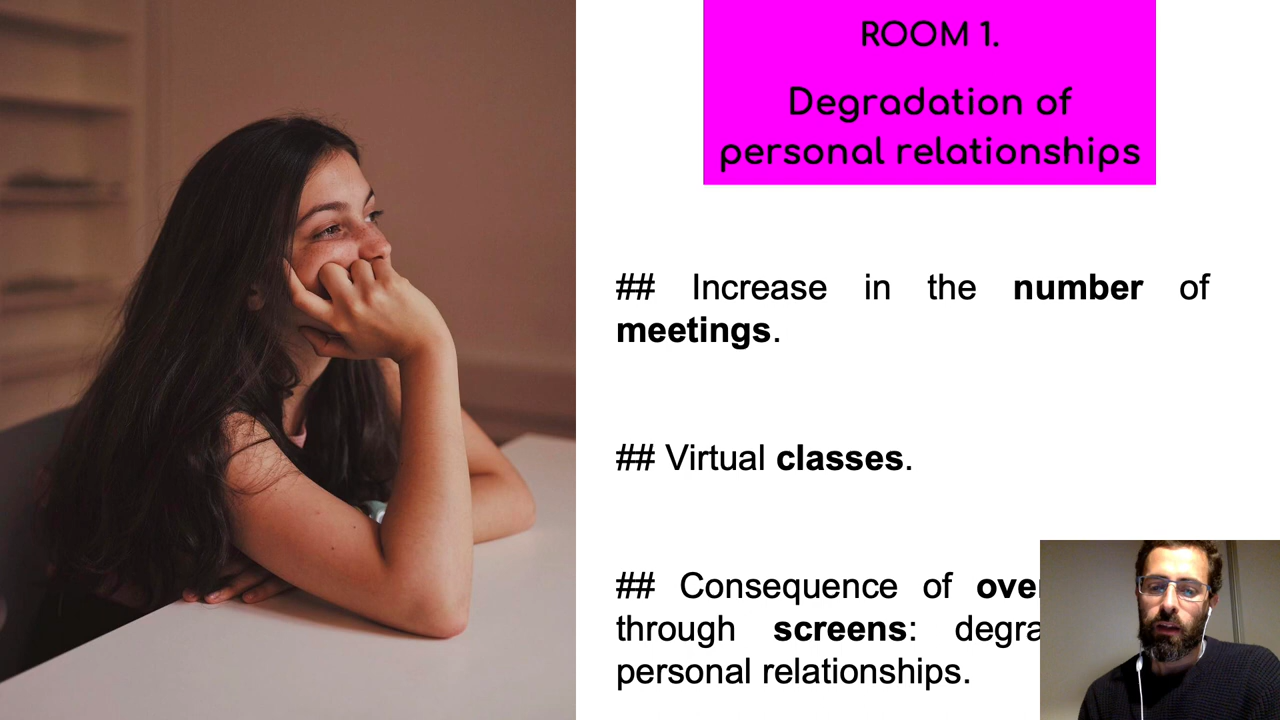 ROOM 1.
Degradation of
personal relationships
## Increase in the number of
meetings.
## Virtual classes.
## Consequence of
through screens:
personal relationships.